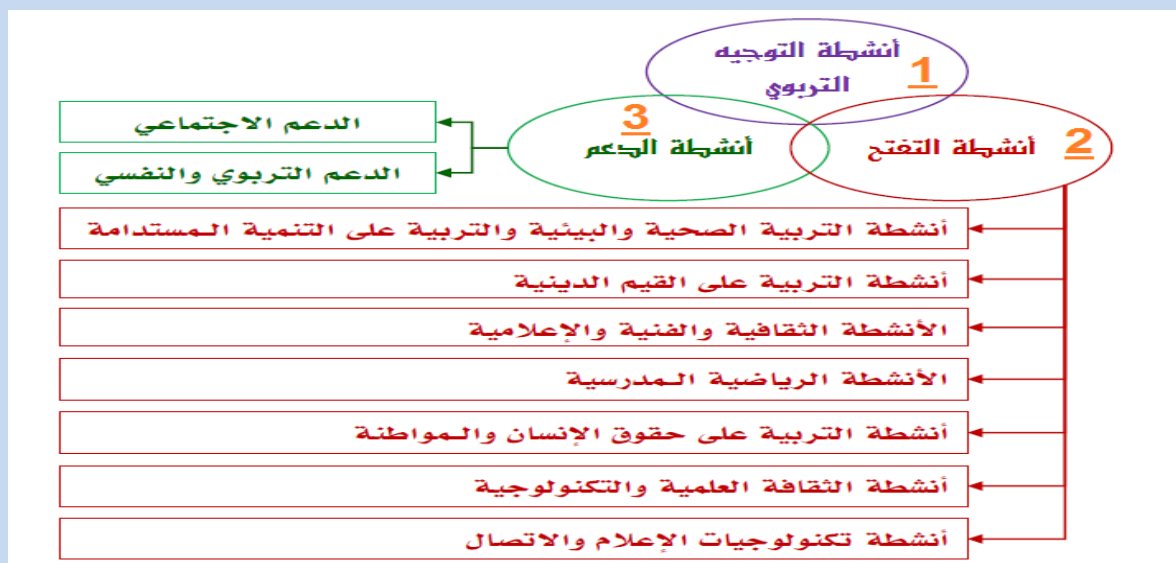 أنشطة التوجيه
التربوي
1
3
أنشطة الدعم
2
أنشطة التفتح
الدعم الاجتماعي
الدعم التربوي والنفسي
أنشطة التربية الصحية والبيئية والتربية على التنمية المستدامة
أنشطة التربية على القيم الدينية
الأنشطة الثقافية والفنية والإعلامية
الأنشطة الرياضية المدرسية
أنشطة التربية على حقوق الإنسان والمواطنة
أنشطة الثقافة العلمية والتكنولوجية
أنشطة تكنولوجيات الإعلام والاتصال